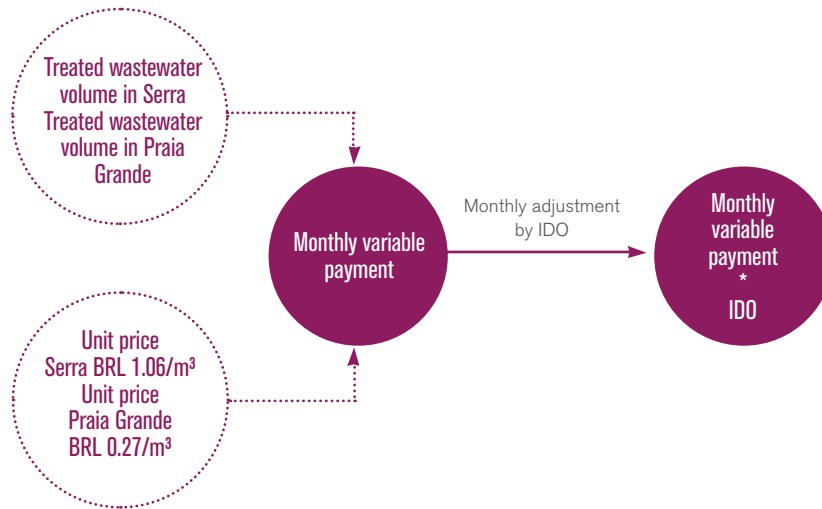 Treated wastewater
volume in Serra
Treated wastewater
volume in Praia
Grande
Monthly variable
payment
Monthly adjustment
by IDO
Monthly
variable
payment
*
IDO
Unit price
Serra BRL 1.06/m³
Unit price
Praia Grande
BRL 0.27/m³